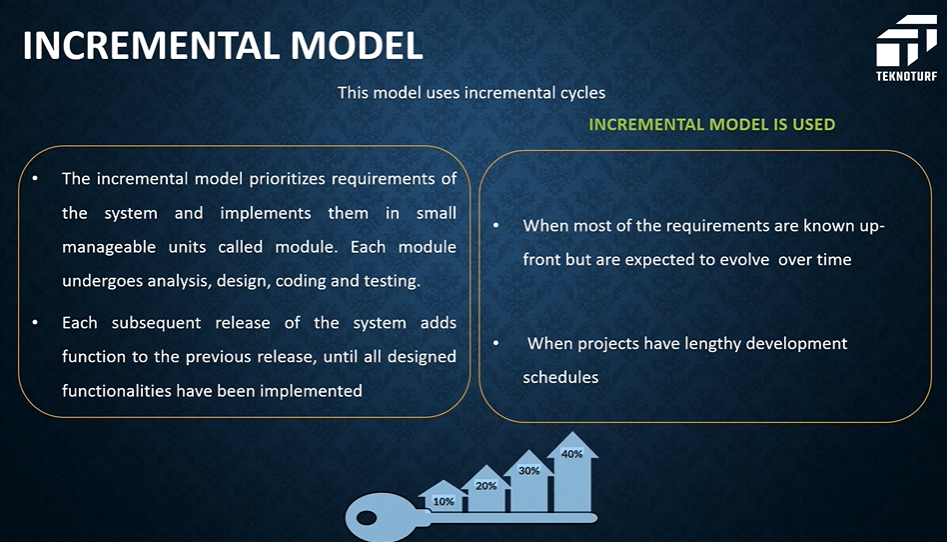 INCREMENTAL MODEL
TEKNOTURF
This model uses incremental cycles
INCREMENTAL MODEL IS USED
• The incremental model prioritizes requirements of
the system and implements them in small
manageable units called module. Each module
undergoes analysis, design, coding and testing.
• Each subsequent release of the system adds
function to the previous release, until all designed
functionalities have been implemented
• When most of the requirements are known up-
front but are expected to evolve over time
• When projects have lengthy development
schedules
10%
20%
30%
40%